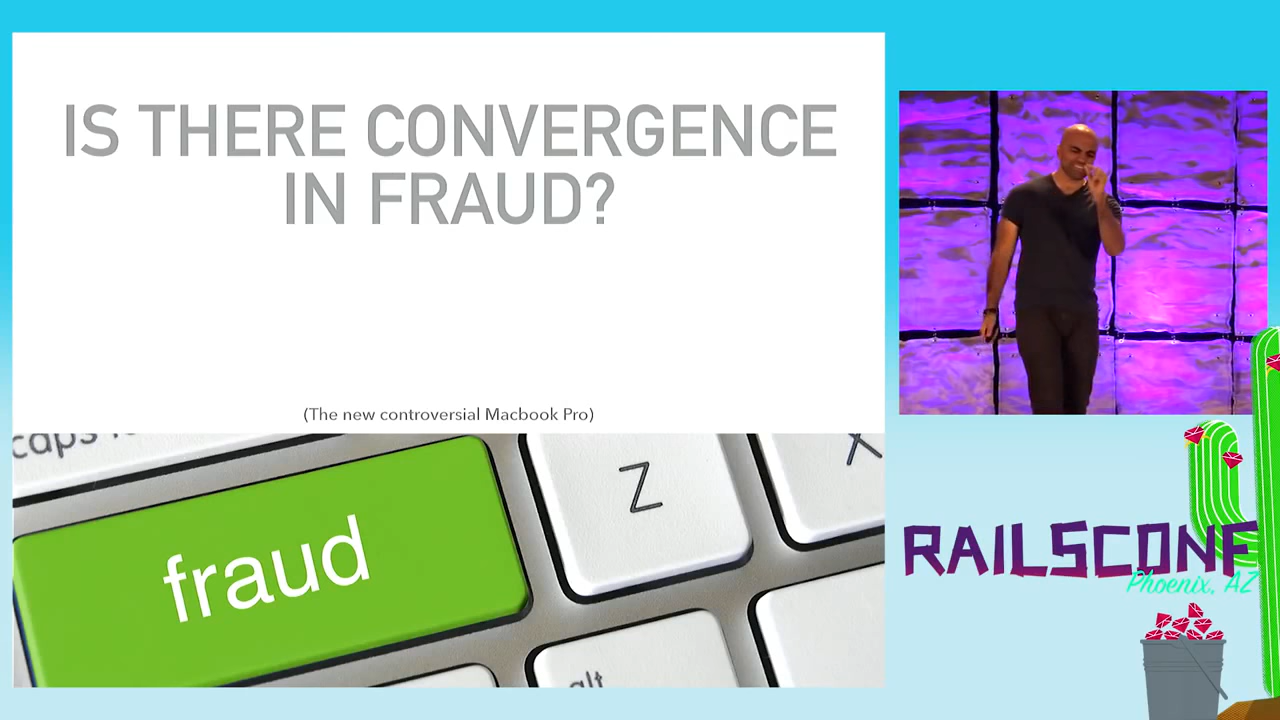 IS THERE CONVERGENCE
IN FRAUD?
(The new controversial Macbook Pro)
caps
fraud
Z
X
alt
RAILSCONF
Phoenix, AZ